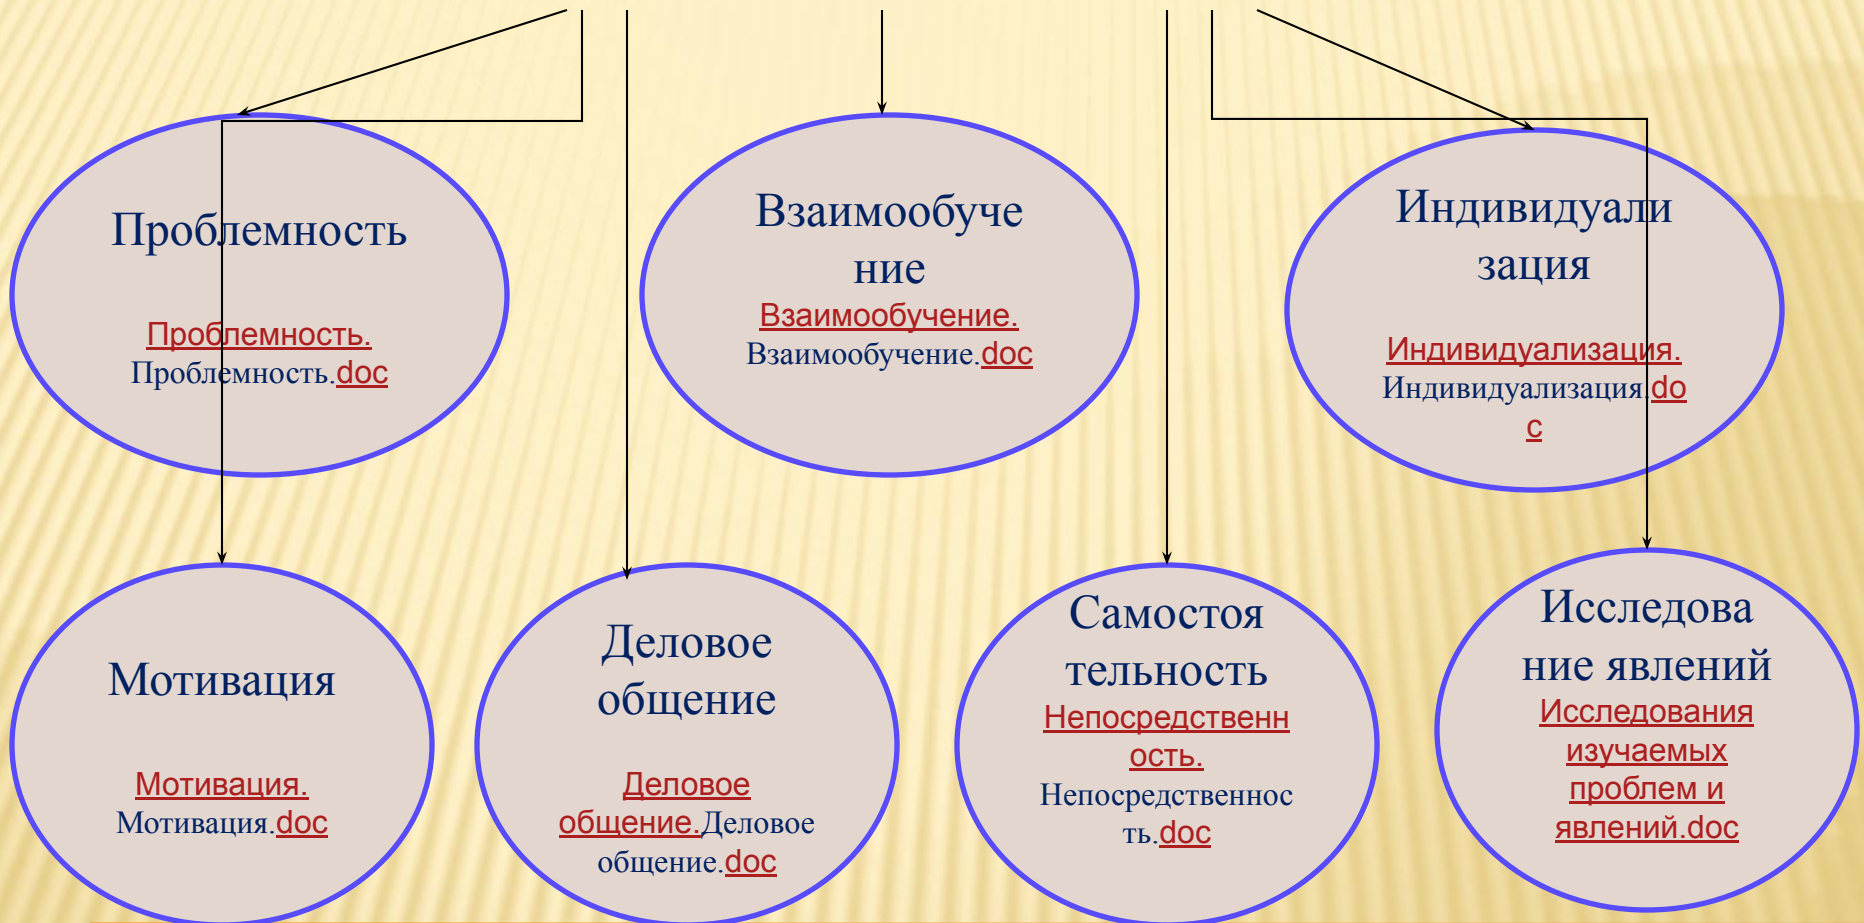 Проблемность
Проблемность.
Проблемность.doc
Взаимообуче
ние
Взаимообучение.
Взаимообучение.doc
Индивидуали
зация
Индивидуализация.
Индивидуализация.do
c
Мотивация
Мотивация.
Мотивация.doc
Деловое
общение
Деловое
общение.Деловое
общение.doc
Самостоя
тельность
Непосредственн
ость.
Непосредственнос
ть.doc
Исследова
ние явлений
Исследования
изучаемых
проблем и
явлений.doc